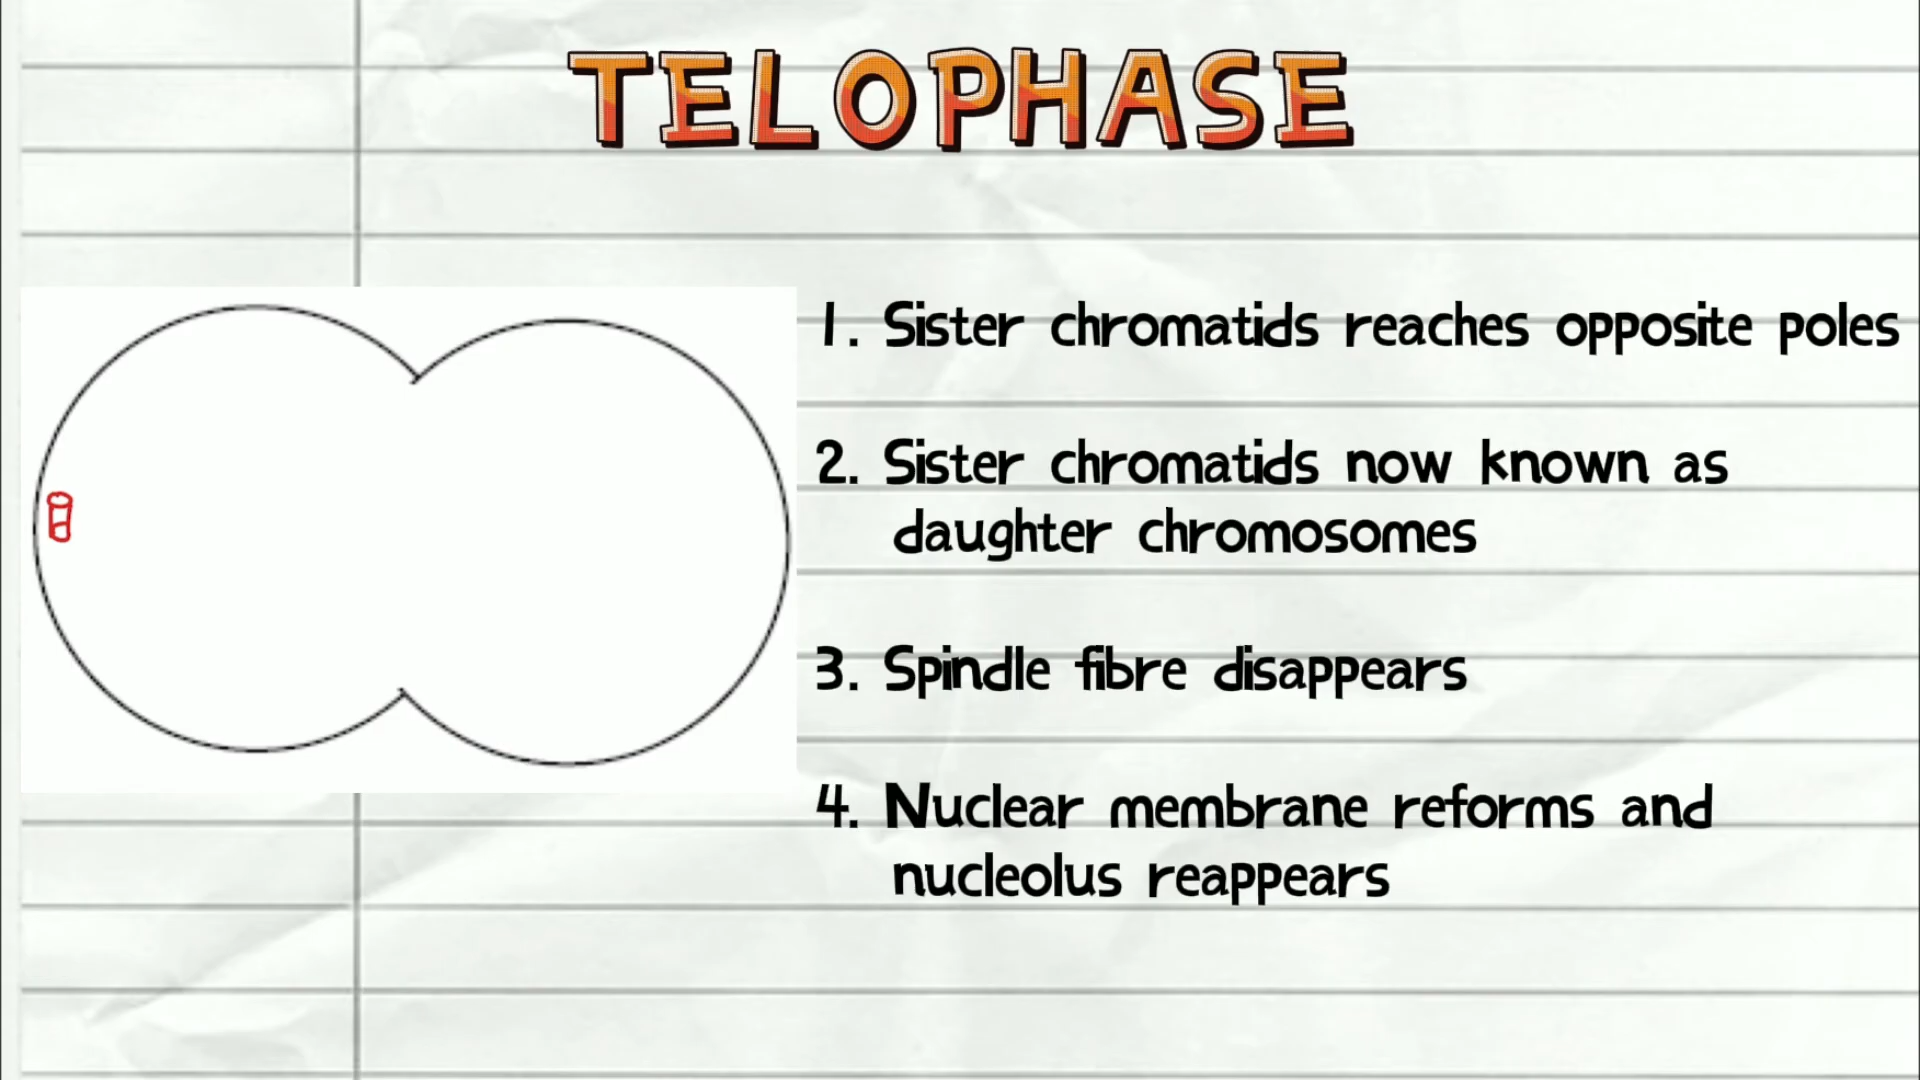 TELOPHASE
1. Sister chromatids reaches opposite poles
2. Sister chromatids now known as
daughter chromosomes
3. Spindle fibre disappears
4. Nuclear membrane reforms and
nucleolus reappears